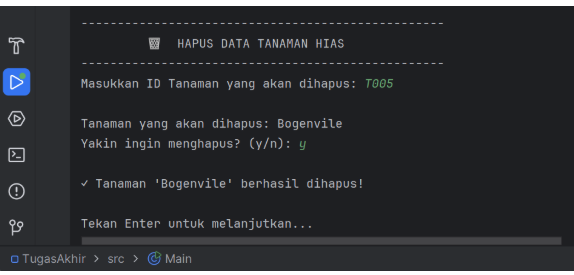 --------------------------------------------------
🗑 HAPUS DATA TANAMAN HIAS
--------------------------------------------------
Masukkan ID Tanaman yang akan dihapus: T005
Tanaman yang akan dihapus: Bogenvile
Yakin ingin menghapus? (y/n): y
✓ Tanaman 'Bogenvile' berhasil dihapus!
Tekan Enter untuk melanjutkan...
TugasAkhir > src > Main